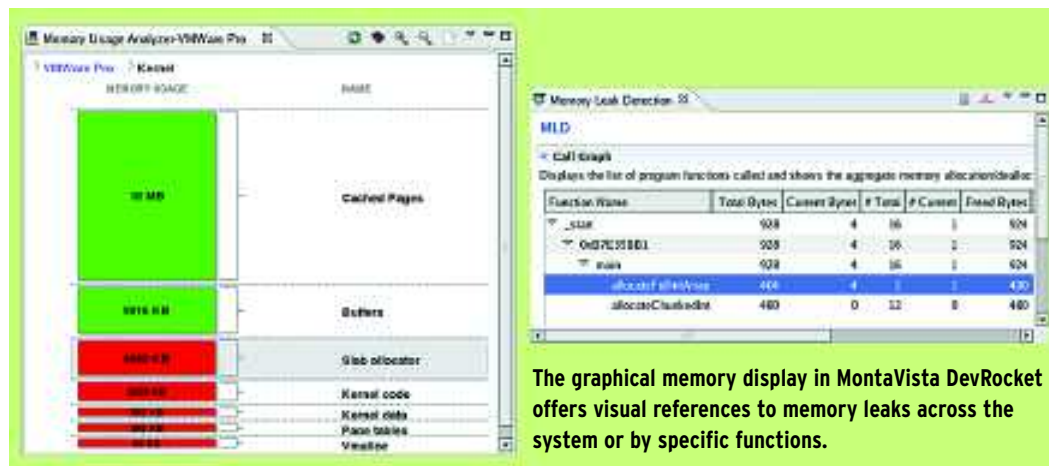 Memory Usage Analyzer-VMWare Pro
VMWare Pro Kernel
MEMORY USAGE NAME
MB Cached Pages
KB Buffers
KB Slab allocator
Kernel code
Kernel data
Page tables
Vmalloc
Memory Leak Detection
MLD
Call Graph
Displays the list of program functions called and shows the aggregate memory allocation/dealloc
Function Name Total Bytes Current Bytes # Total # Current Freed Bytes
_start 928 4 16 1 924
928 4 16 1 924
main 928 4 16 1 924
4 1
480 0 12 0 480
The graphical memory display in MontaVista DevRocket
offers visual references to memory leaks across the
system or by specific functions.